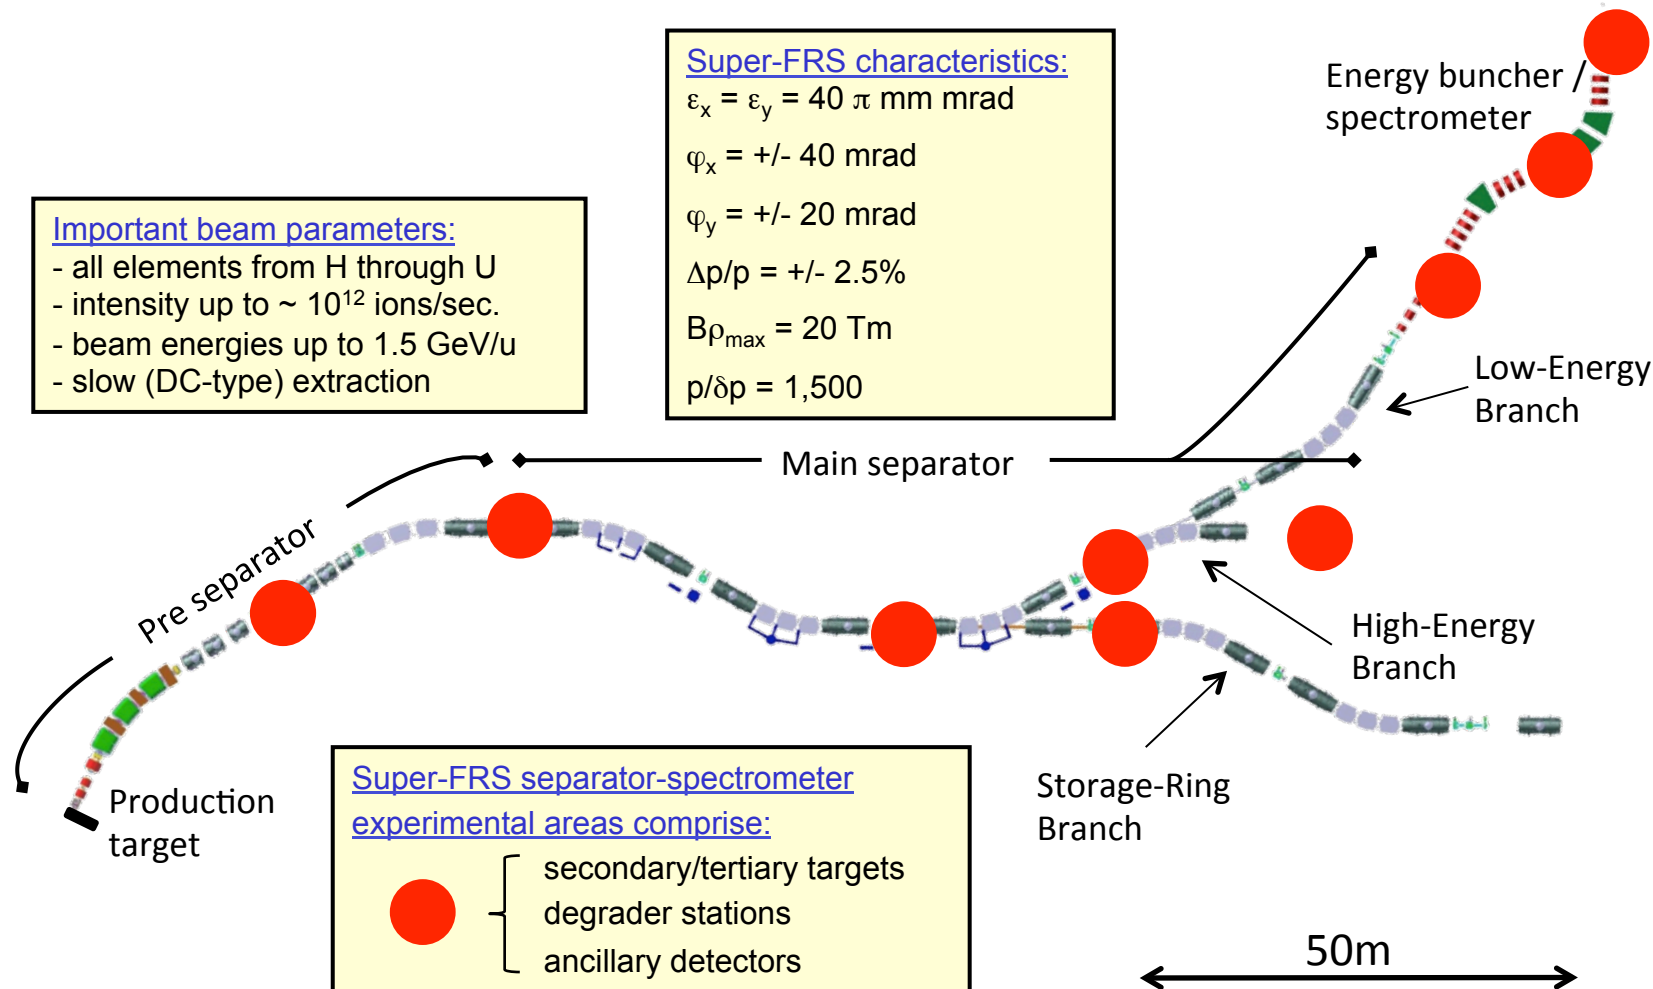 Super-FRS characteristics:
εx = εy = 40 π mm mrad
φx = +/- 40 mrad
φy = +/- 20 mrad
Δp/p = +/- 2.5%
Bρmax = 20 Tm
p/δp = 1,500
Energy buncher /
spectrometer
Important beam parameters:
- all elements from H through U
- intensity up to ~ 10¹² ions/sec.
- beam energies up to 1.5 GeV/u
- slow (DC-type) extraction
Low-Energy
Branch
Main separator
Pre separator
High-Energy
Branch
Storage-Ring
Branch
Production
target
Super-FRS separator-spectrometer
experimental areas comprise:
secondary/tertiary targets
degrader stations
ancillary detectors
50m